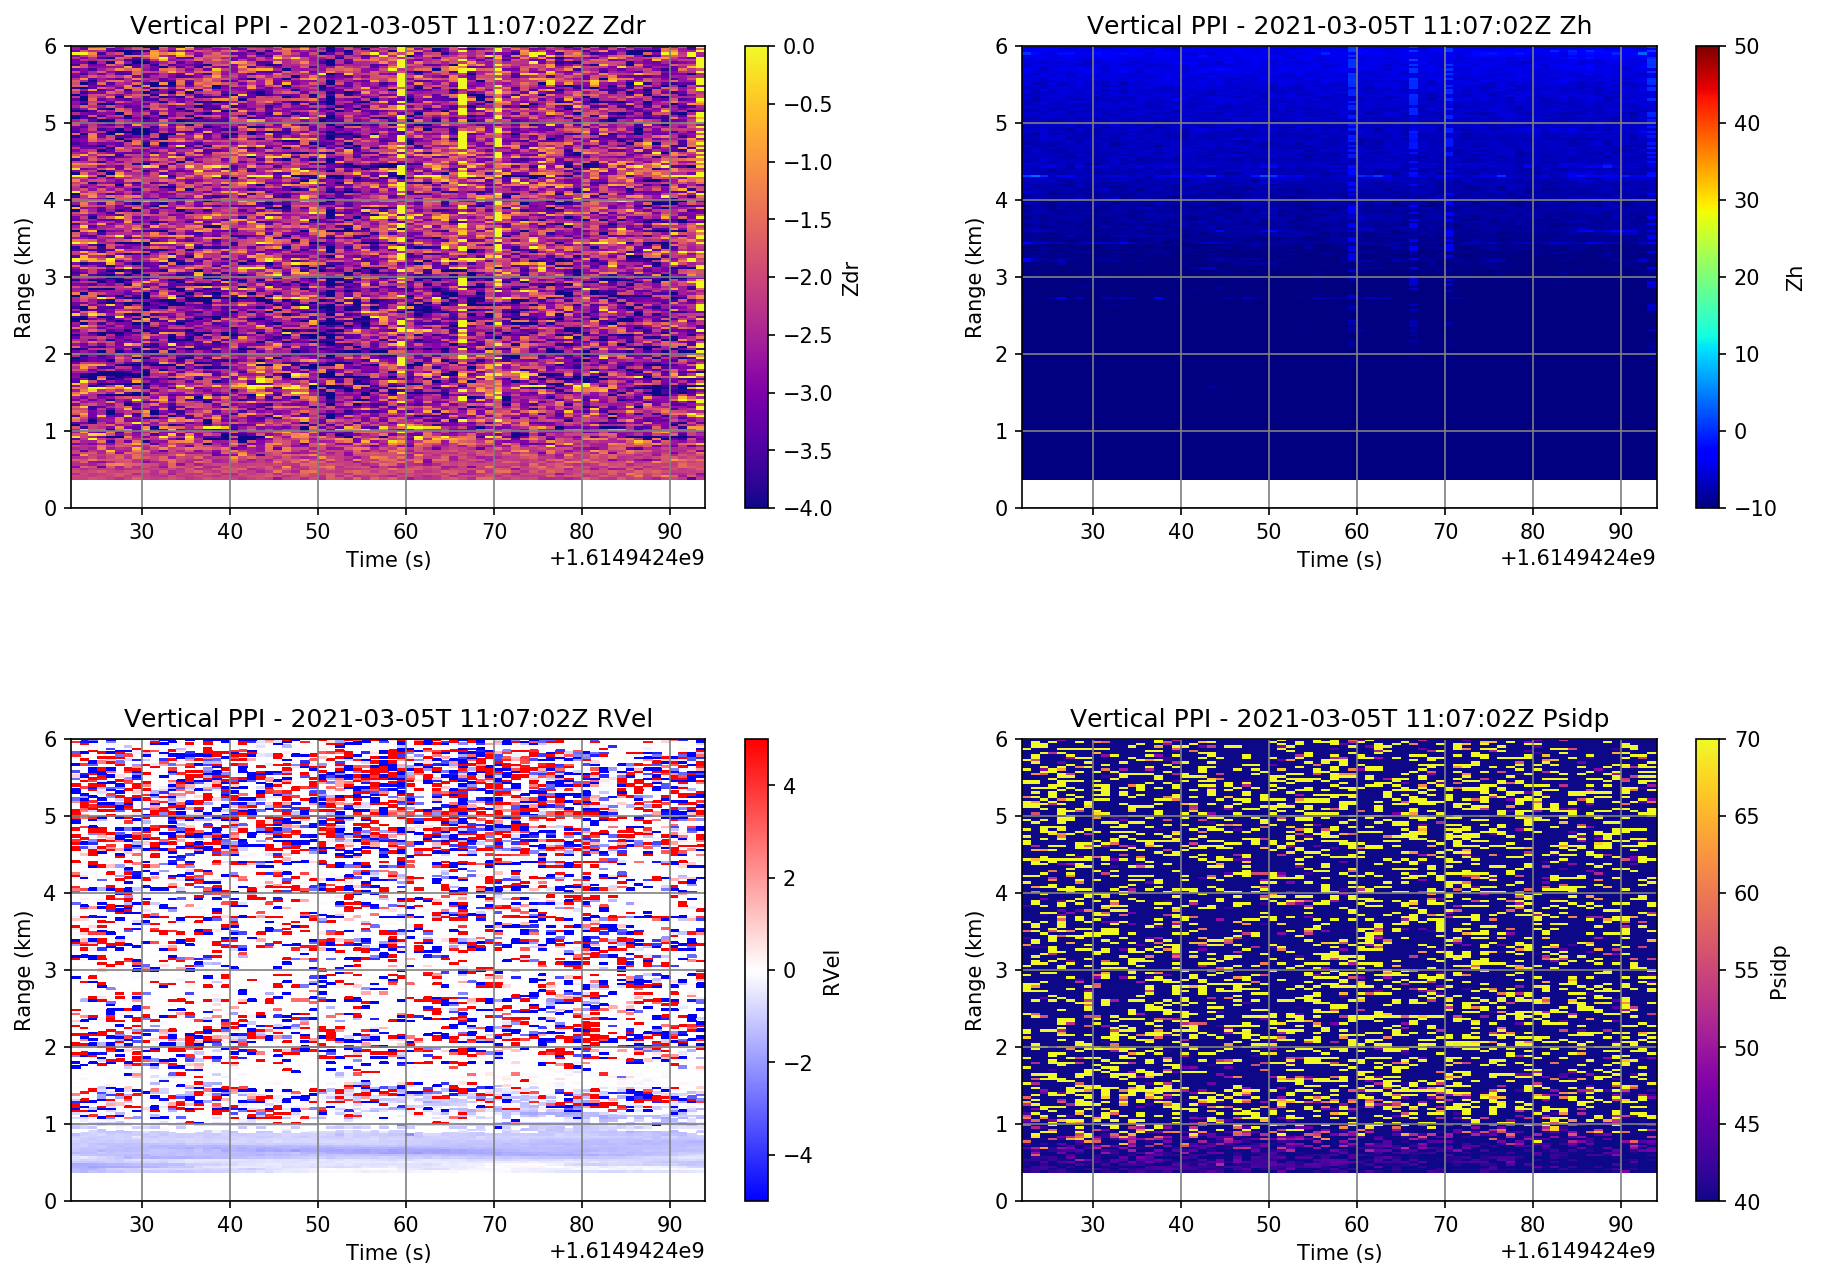 Vertical PPI - 2021-03-05T 11:07:02Z Zdr
6
5
4
3
2
1
0
Range (km)
30 40 50 60 70 80 90
Time (s)
+1.6149424e9
0.0
−0.5
−1.0
−1.5
−2.0
−2.5
−3.0
−3.5
−4.0
Zdr
Vertical PPI - 2021-03-05T 11:07:02Z Zh
6
5
4
3
2
1
0
Range (km)
30 40 50 60 70 80 90
Time (s)
+1.6149424e9
50
40
30
20
10
0
−10
Zh
Vertical PPI - 2021-03-05T 11:07:02Z RVel
6
5
4
3
2
1
0
Range (km)
30 40 50 60 70 80 90
Time (s)
+1.6149424e9
4
2
0
−2
−4
RVel
Vertical PPI - 2021-03-05T 11:07:02Z Psidp
6
5
4
3
2
1
0
Range (km)
30 40 50 60 70 80 90
Time (s)
+1.6149424e9
70
65
60
55
50
45
40
Psidp